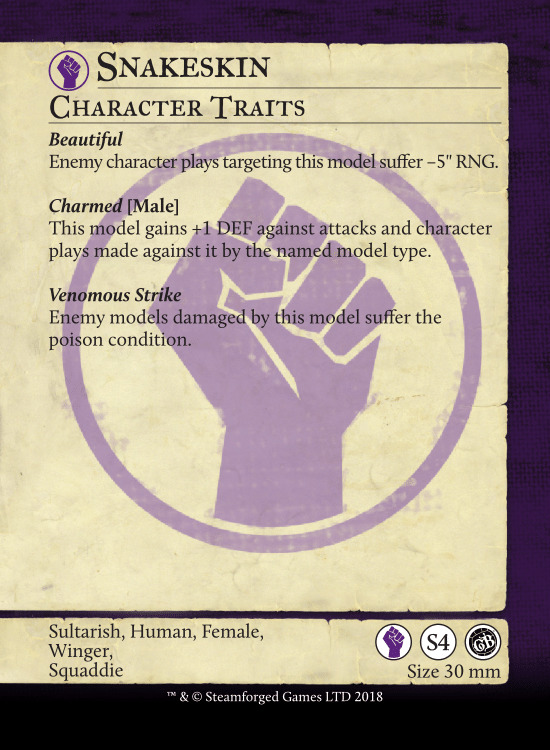 Snakeskin
Character Traits
Beautiful
Enemy character plays targeting this model suffer –5" RNG.
Charmed [Male]
This model gains +1 DEF against attacks and character
plays made against it by the named model type.
Venomous Strike
Enemy models damaged by this model suffer the
poison condition.
Sultarish, Human, Female,
Winger,
Squaddie
S4
GB
Size 30 mm
™ & © Steamforged Games LTD 2018